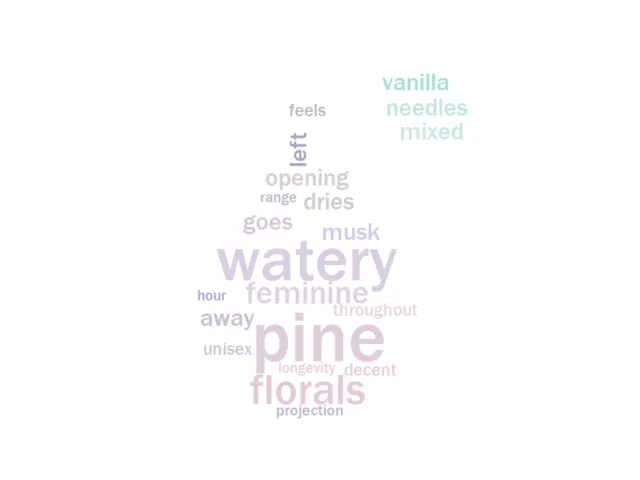 vanilla
feels
needles
mixed
left
opening
range
dries
goes
musk
watery
feminine
hour
throughout
away
pine
unisex
longevity
decent
florals
projection